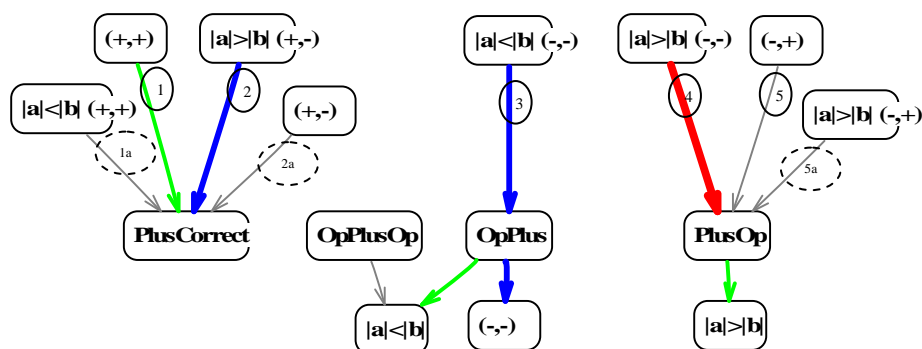 (+,+)
|a|>|b| (+,-)
|a|<|b| (-,-)
|a|>|b| (-,-)
(-,+)
1
2
3
4
5
|a|<|b| (+,+)
(+,-)
|a|>|b| (-,+)
1a
2a
5a
PlusCorrect
OpPlusOp
OpPlus
PlusOp
|a|<|b|
(-,-)
|a|>|b|